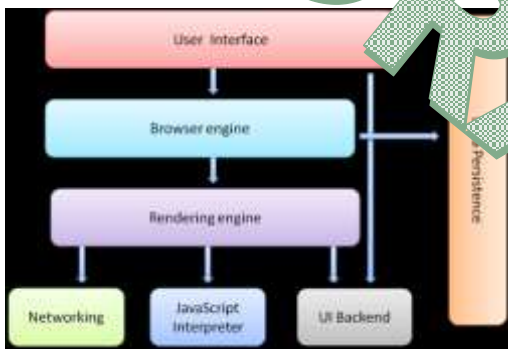 User Interface
Browser engine
Persistence
Rendering engine
Networking
JavaScript
Interpreter
UI Backend